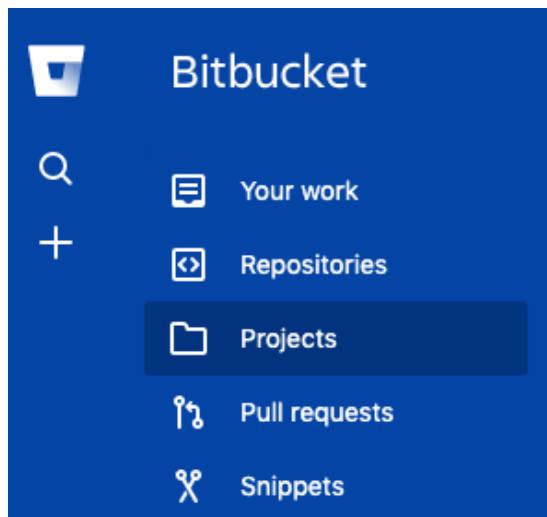 Bitbucket
Your work
Repositories
Projects
Pull requests
Snippets